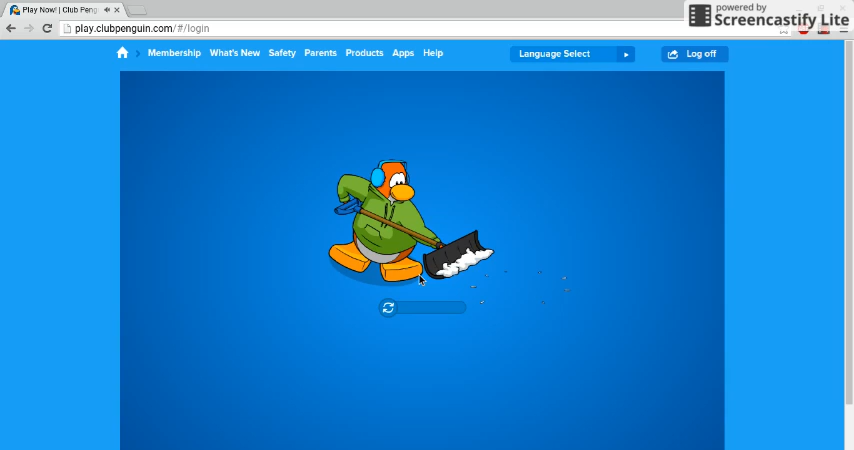 Play Now! | Club Peng
powered by
Screencastify Lite
play.clubpenguin.com/#/login
Membership What's New Safety Parents Products Apps Help Language Select Log off